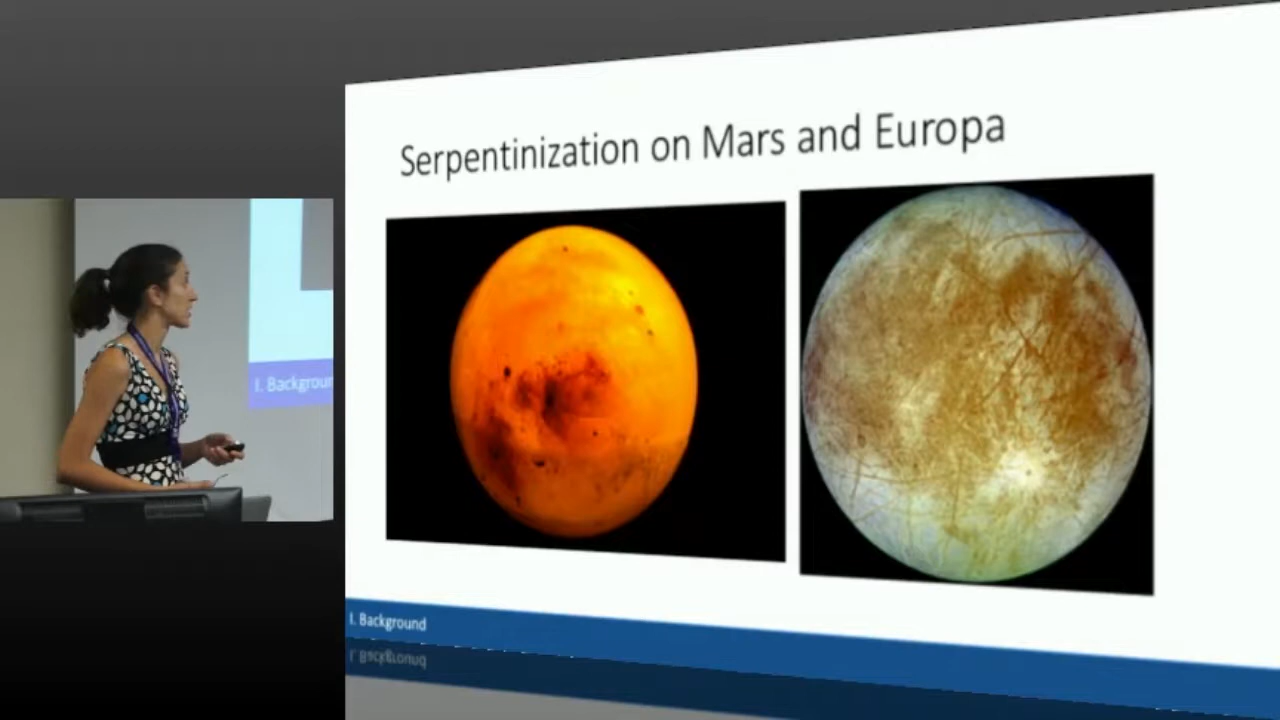 Serpentinization on Mars and Europa
I. Backgroun
I. Background